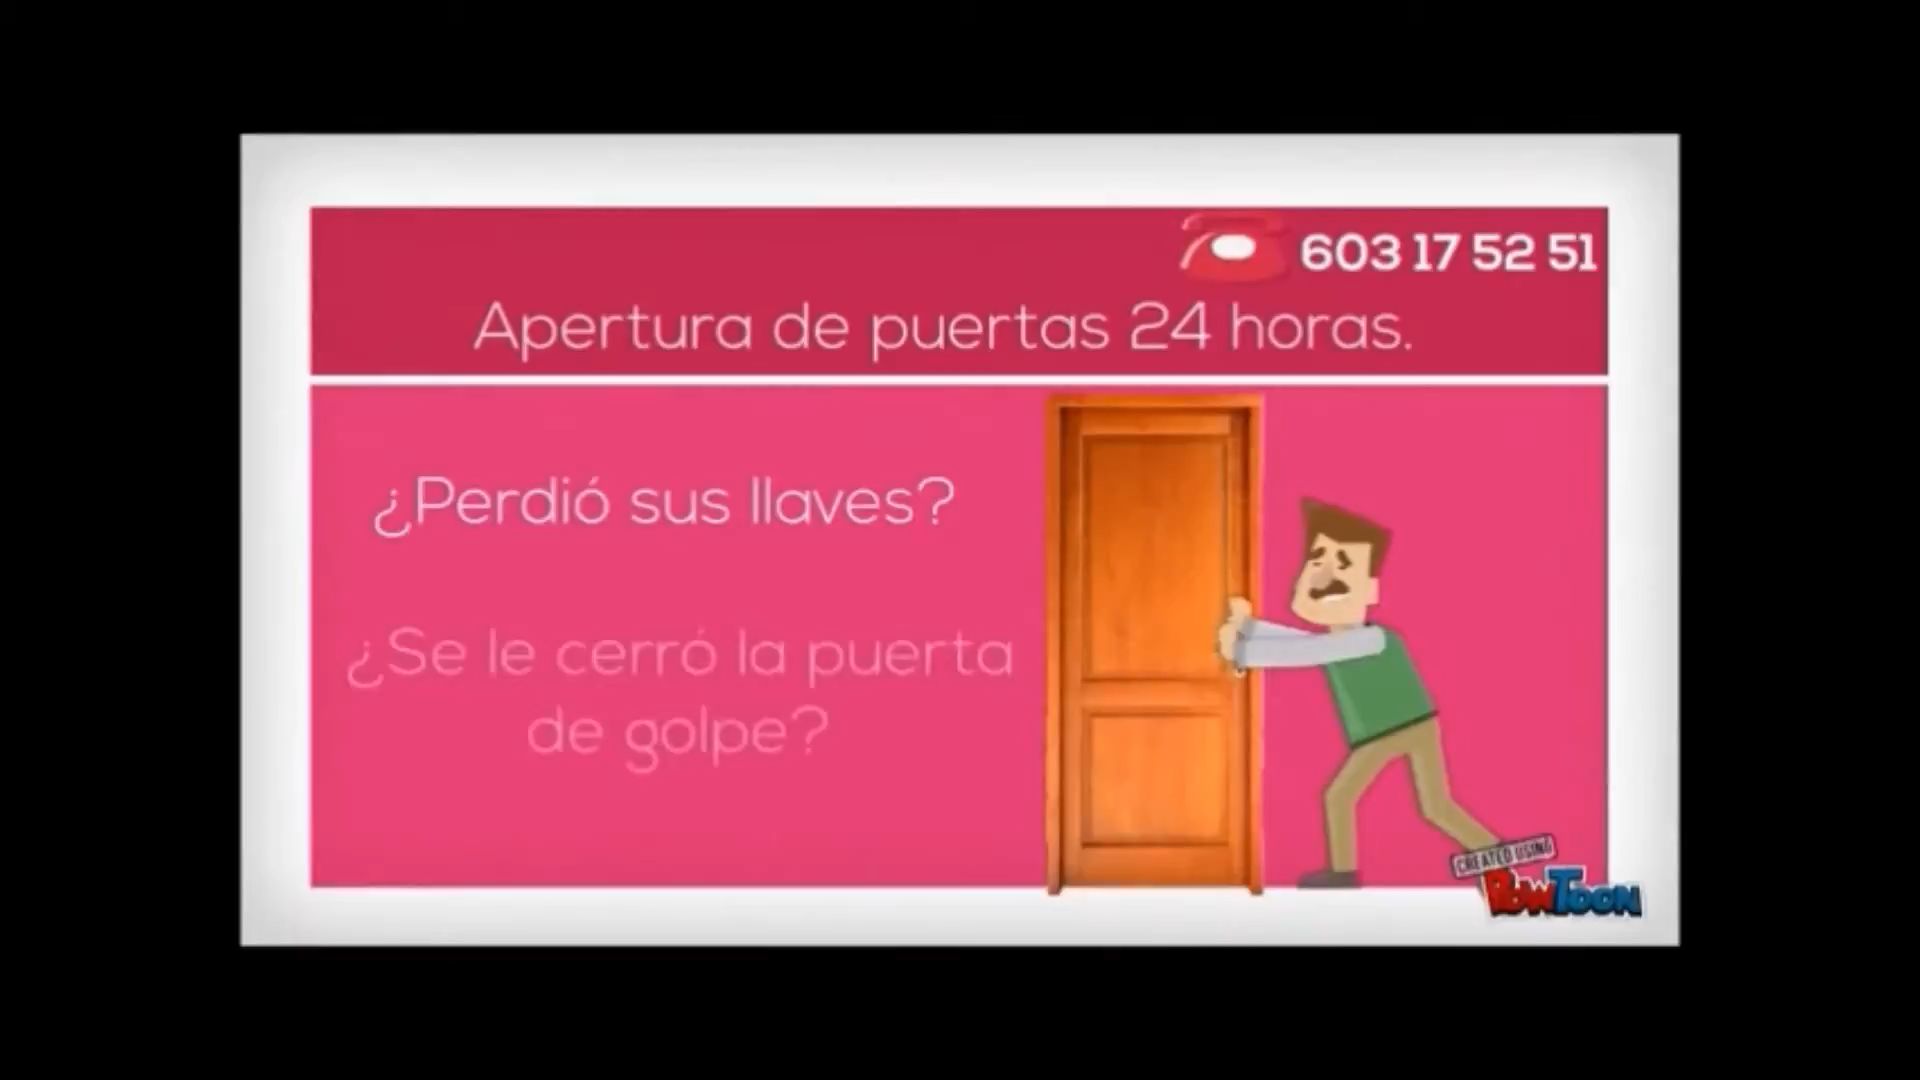 603 17 52 51
Apertura de puertas 24 horas.
¿Perdió sus llaves?
¿Se le cerró la puerta
de golpe?
CREATED USING
POWTOON